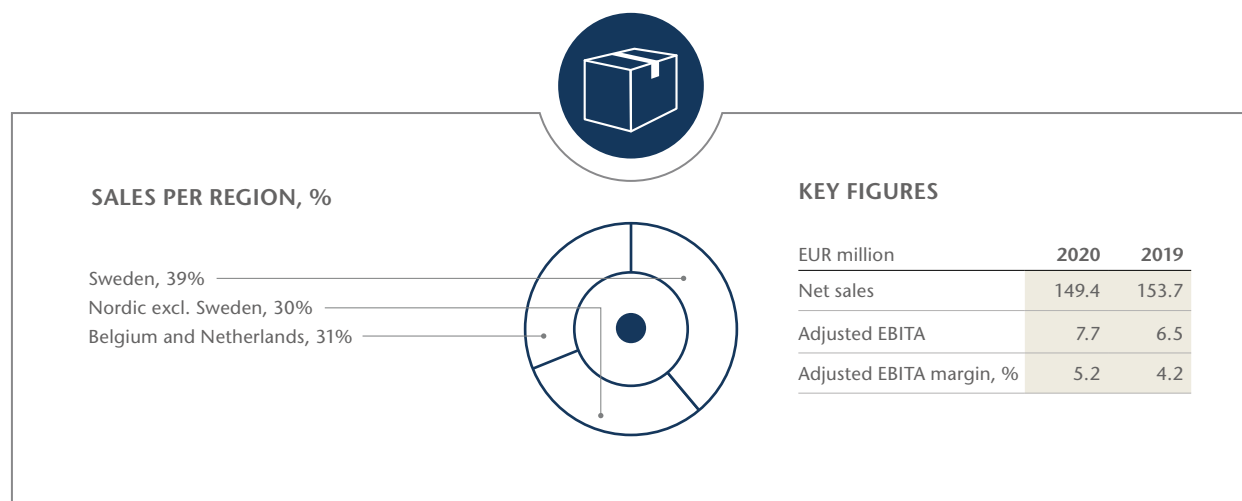 SALES PER REGION, %
Sweden, 39%
Nordic excl. Sweden, 30%
Belgium and Netherlands, 31%
KEY FIGURES
EUR million 2020 2019
Net sales 149.4 153.7
Adjusted EBITA 7.7 6.5
Adjusted EBITA margin, % 5.2 4.2